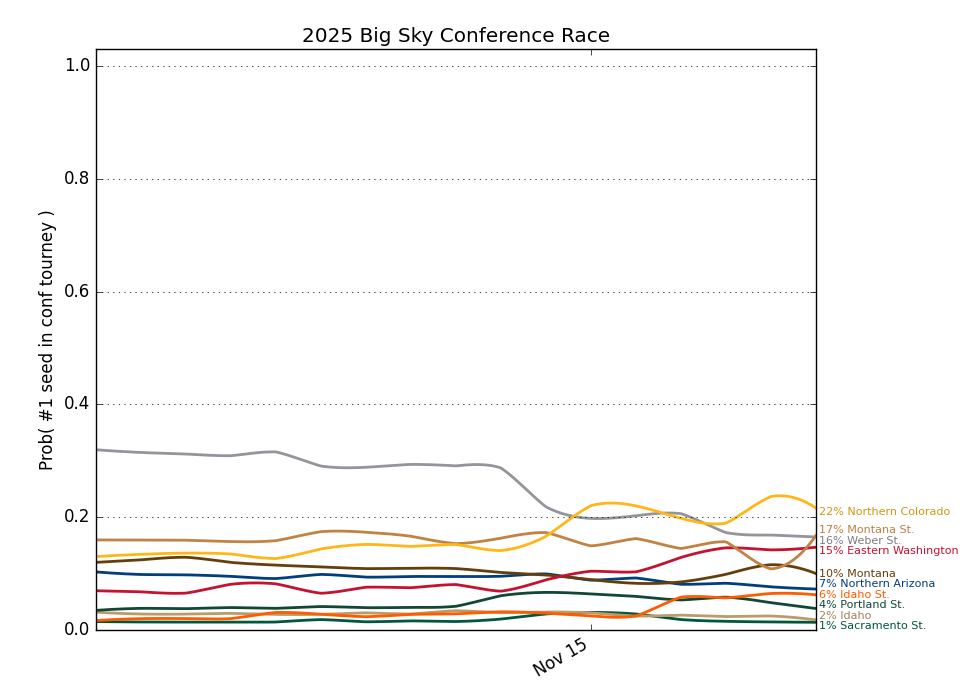 2025 Big Sky Conference Race
Prob( #1 seed in conf tourney )
1.0
0.8
0.6
0.4
0.2
0.0
Nov 15
22% Northern Colorado
17% Montana St.
16% Weber St.
15% Eastern Washington
10% Montana
7% Northern Arizona
6% Idaho St.
4% Portland St.
2% Idaho
1% Sacramento St.